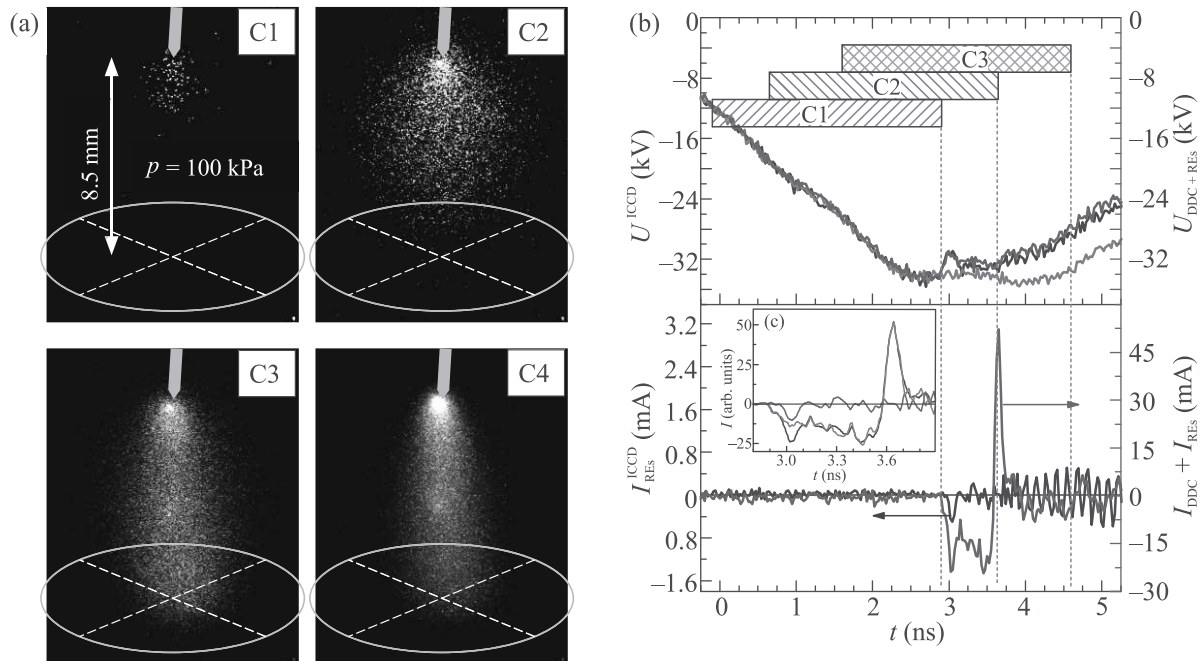 (a)
C1
C2
8.5 mm
p = 100 kPa
C3
C4
(b)
0
−8
−16
−24
−32
U^ICCD (kV)
C3
C2
C1
0
−8
−16
−24
−32
U_DDC + REs (kV)
3.2
2.4
1.6
0.8
0
0.8
−1.6
I^ICCD_REs (mA)
(c)
50
25
0
−25
I (arb. units)
3.0
3.3
3.6
t (ns)
45
30
15
0
−15
−30
I_DDC + I_REs (mA)
0
1
2
3
4
5
t (ns)